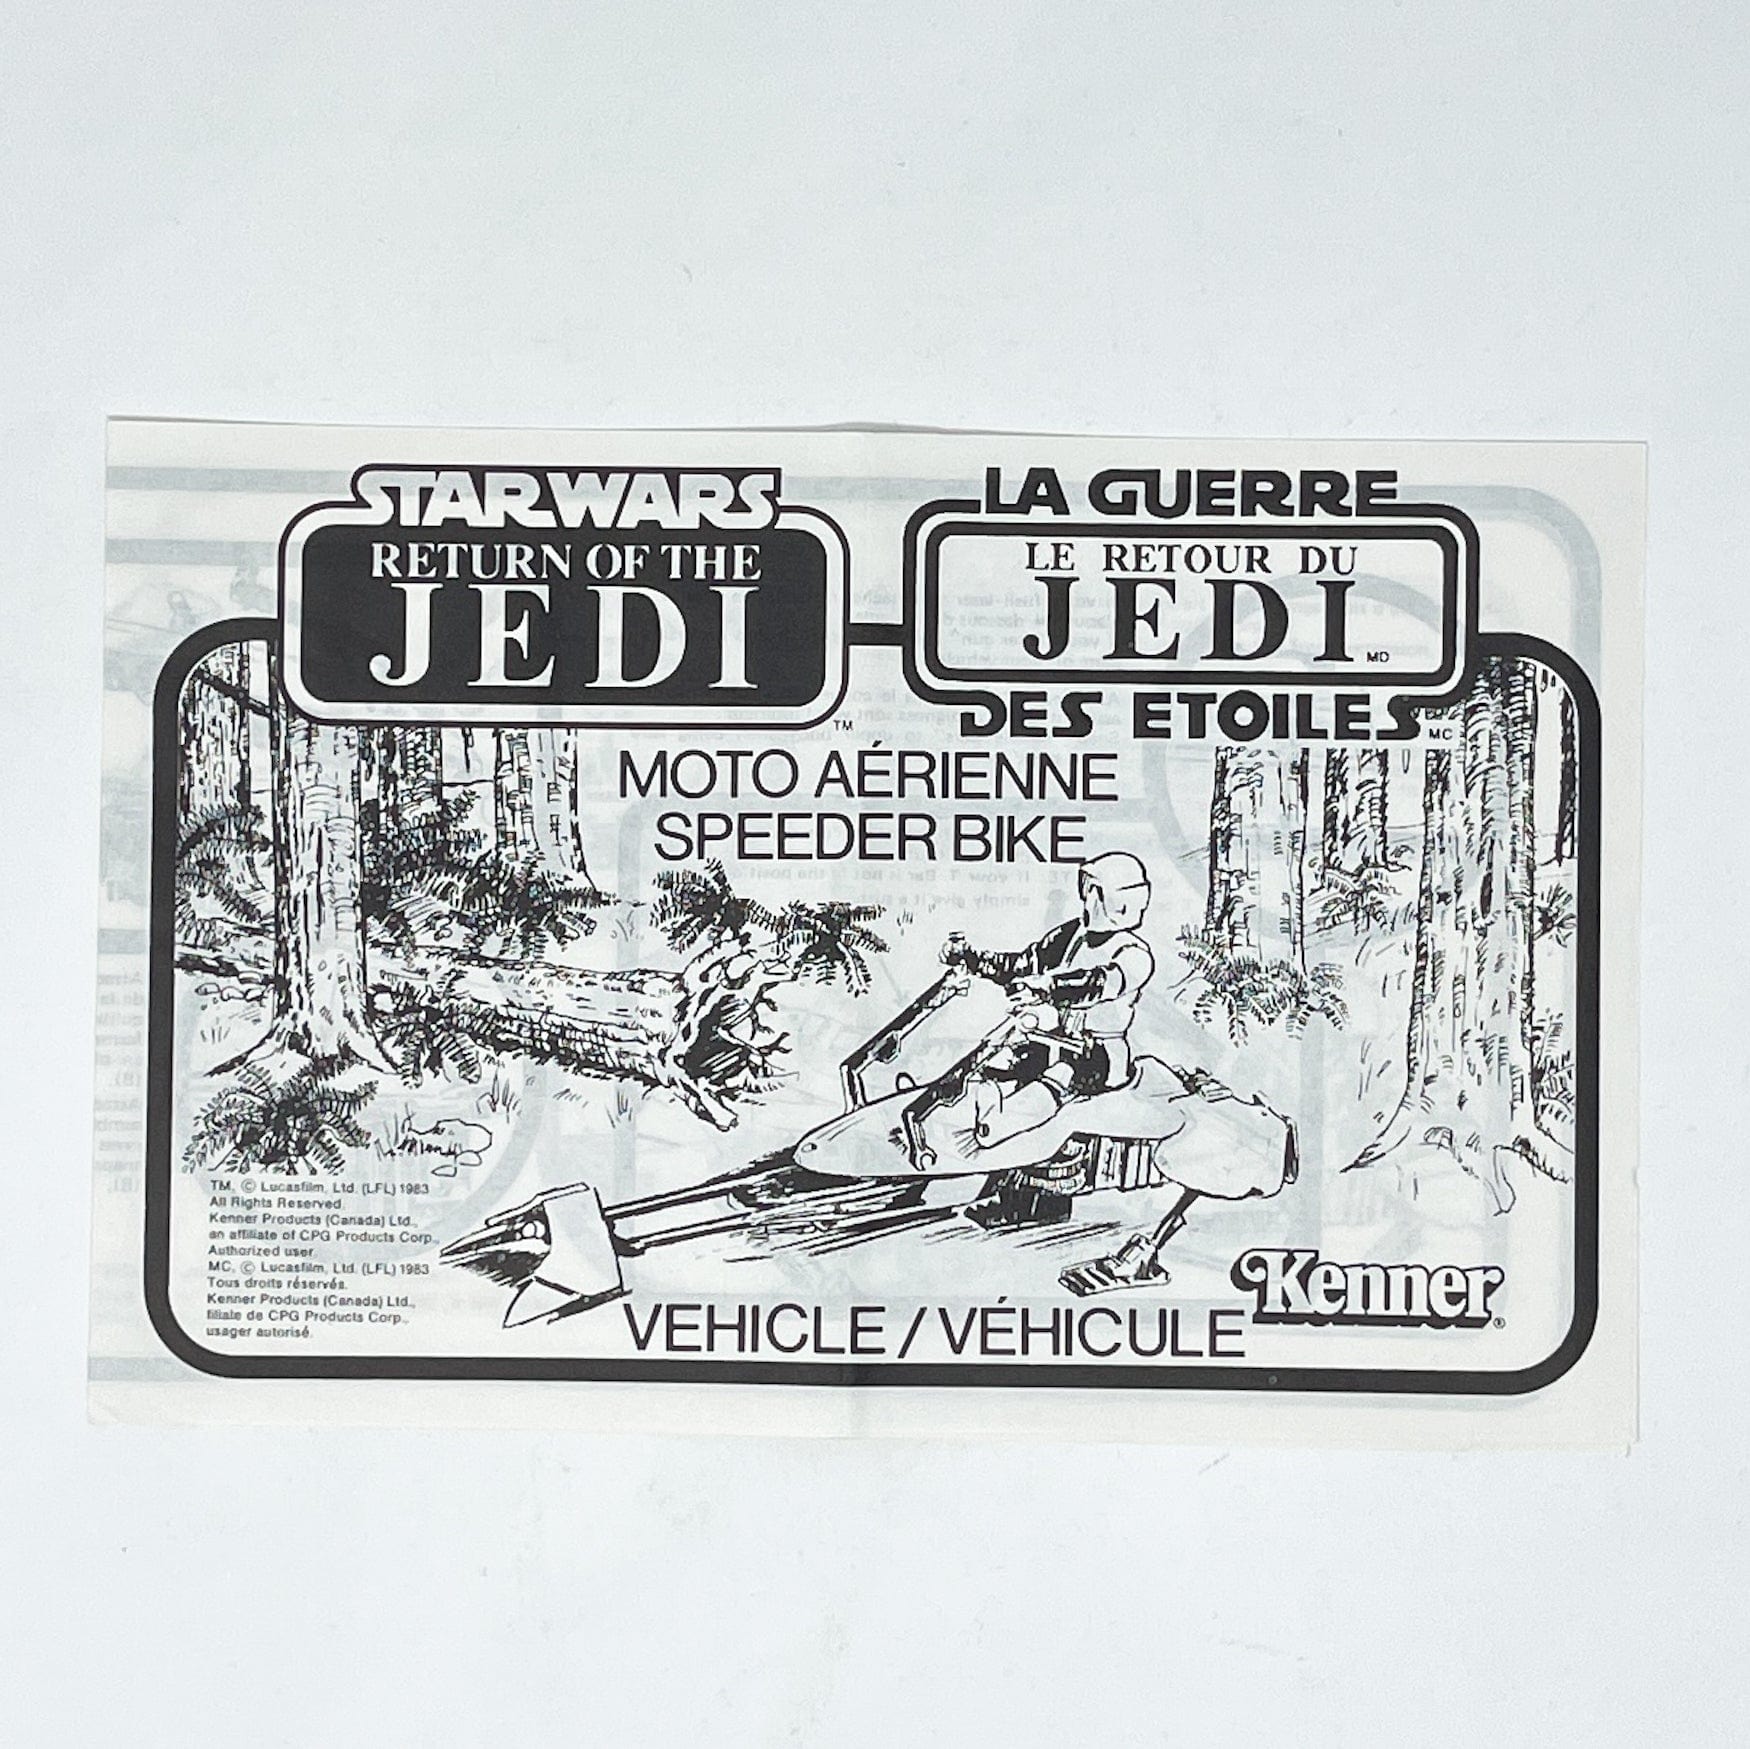 STAR WARS
RETURN OF THE
JEDI
TM
LA GUERRE
LE RETOUR DU
JEDI MD
DES ETOILES
MC
MOTO AÉRIENNE
SPEEDER BIKE
TM, © Lucasfilm, Ltd. (LFL) 1983
All Rights Reserved.
Kenner Products (Canada) Ltd.,
an affiliate of CPG Products Corp.,
Authorized user.
MC, © Lucasfilm, Ltd. (LFL) 1983
Tous droits réservés.
Kenner Products (Canada) Ltd.,
filiale de CPG Products Corp.,
usager autorisé.
Kenner®
VEHICLE / VÉHICULE